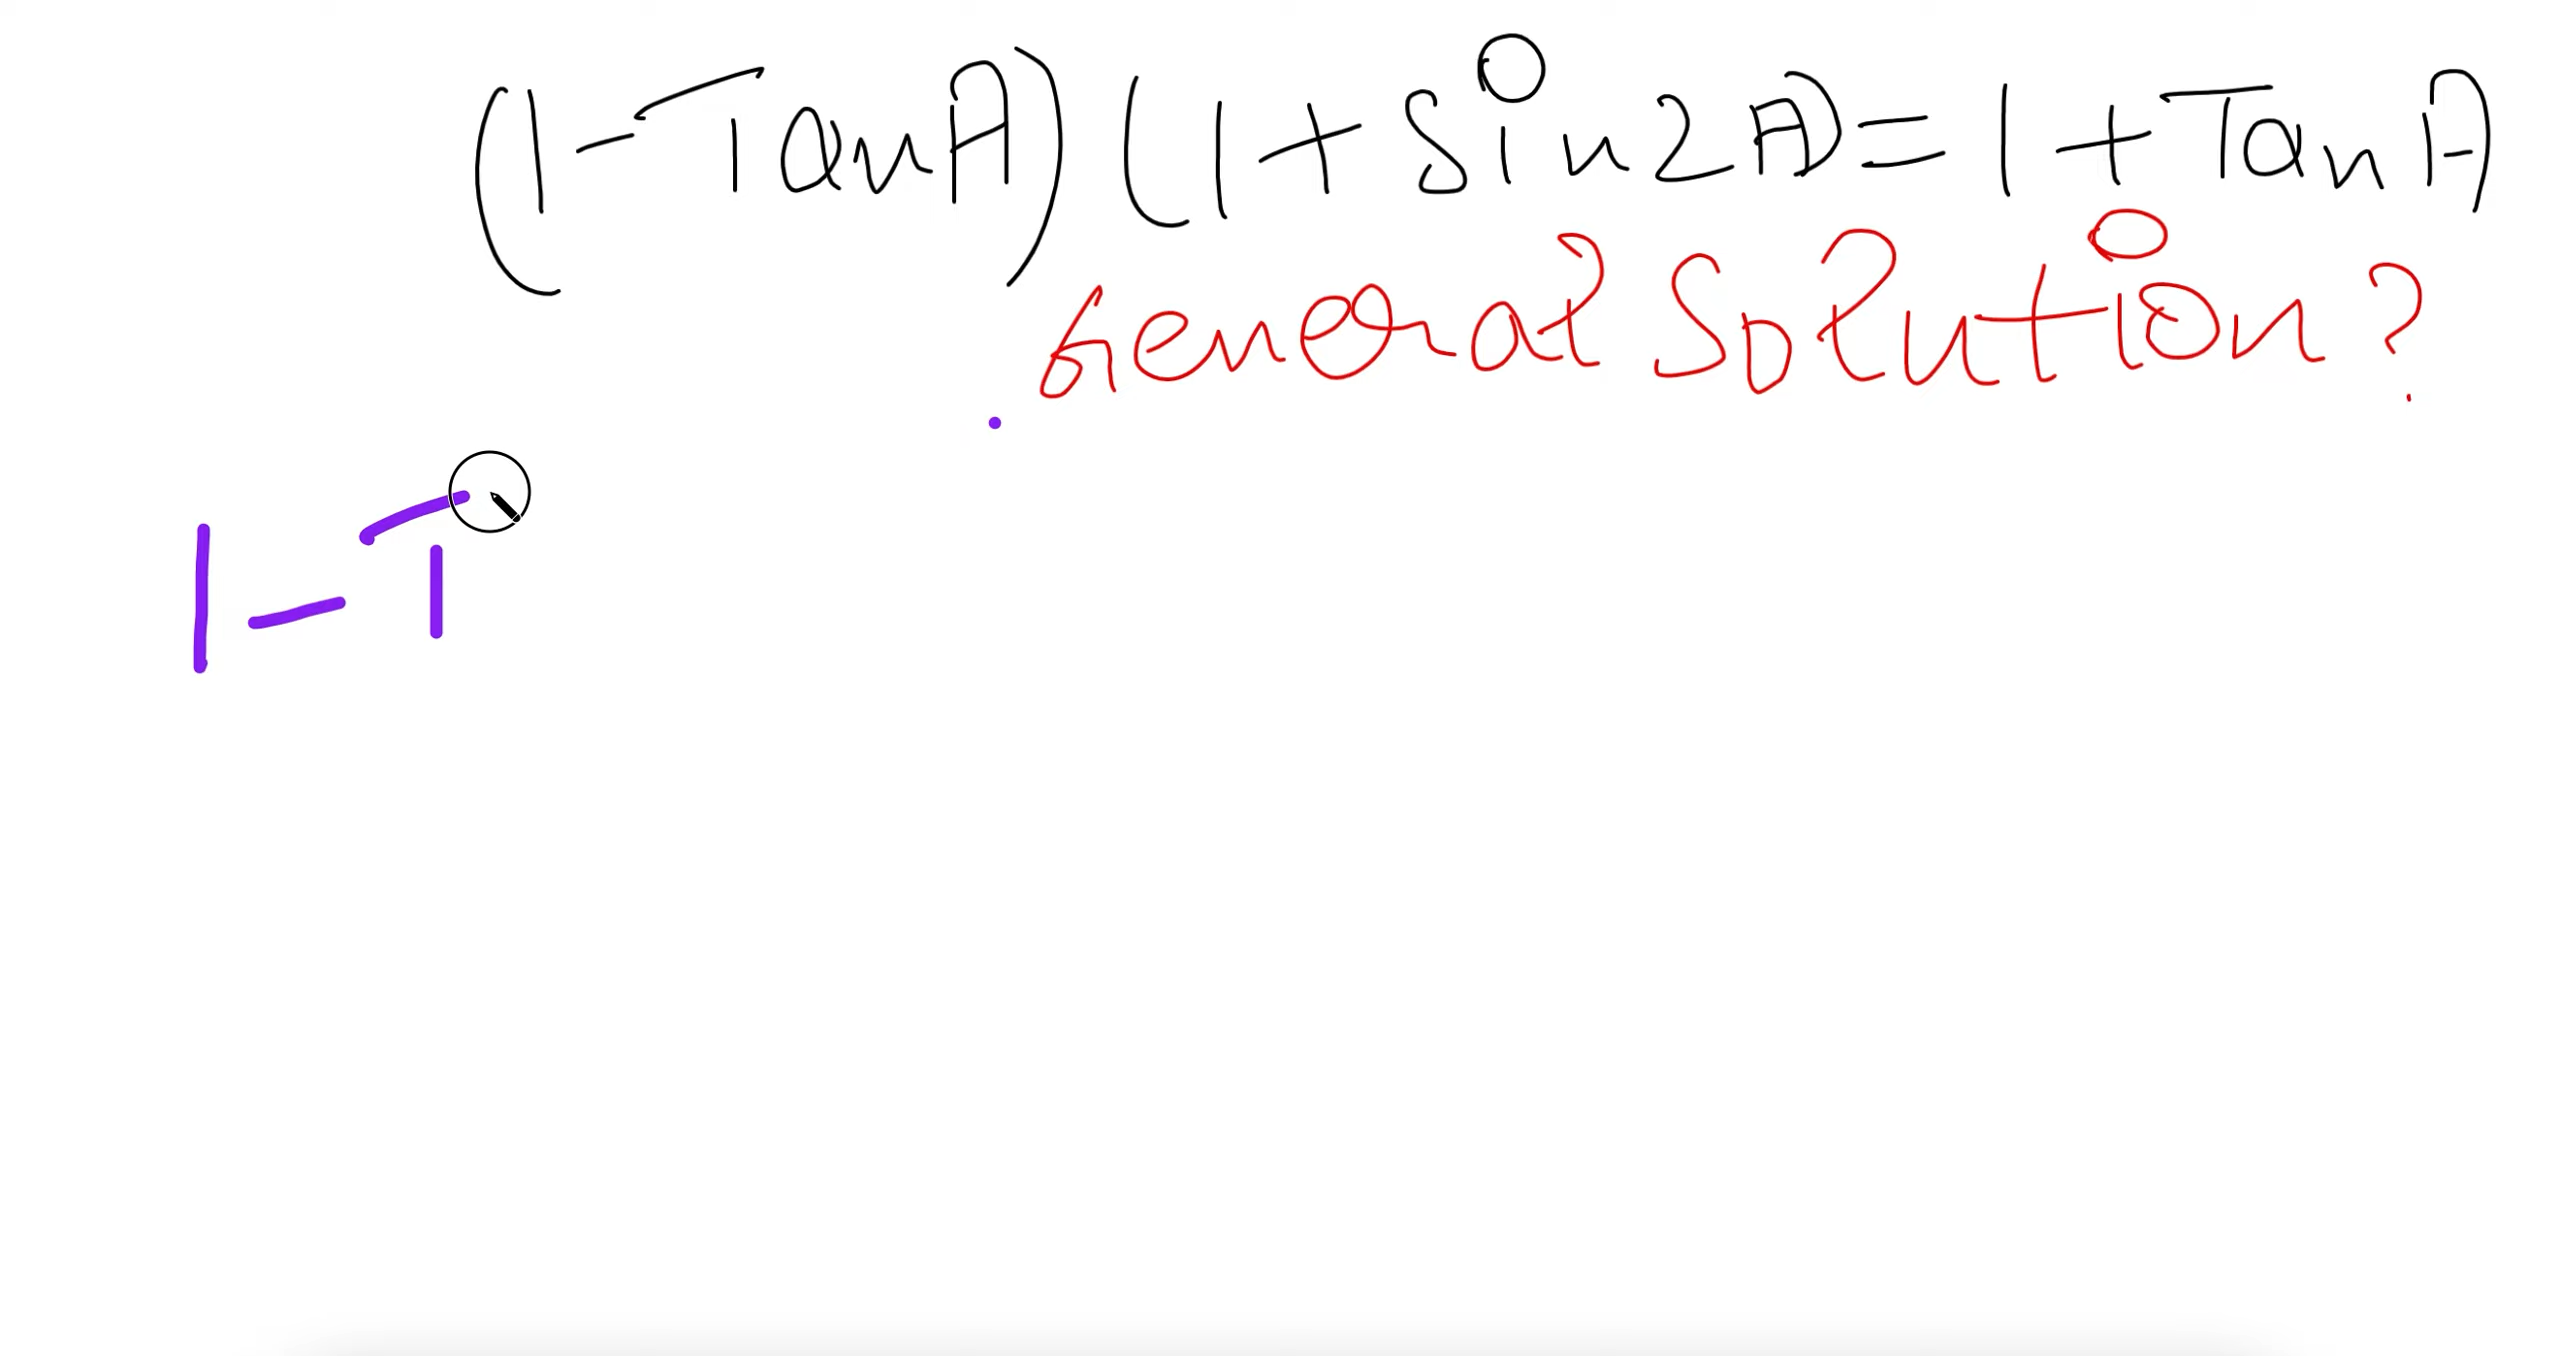 (1-TanA)(1+Sin2A)=1+TanA
General Solution?
1-T